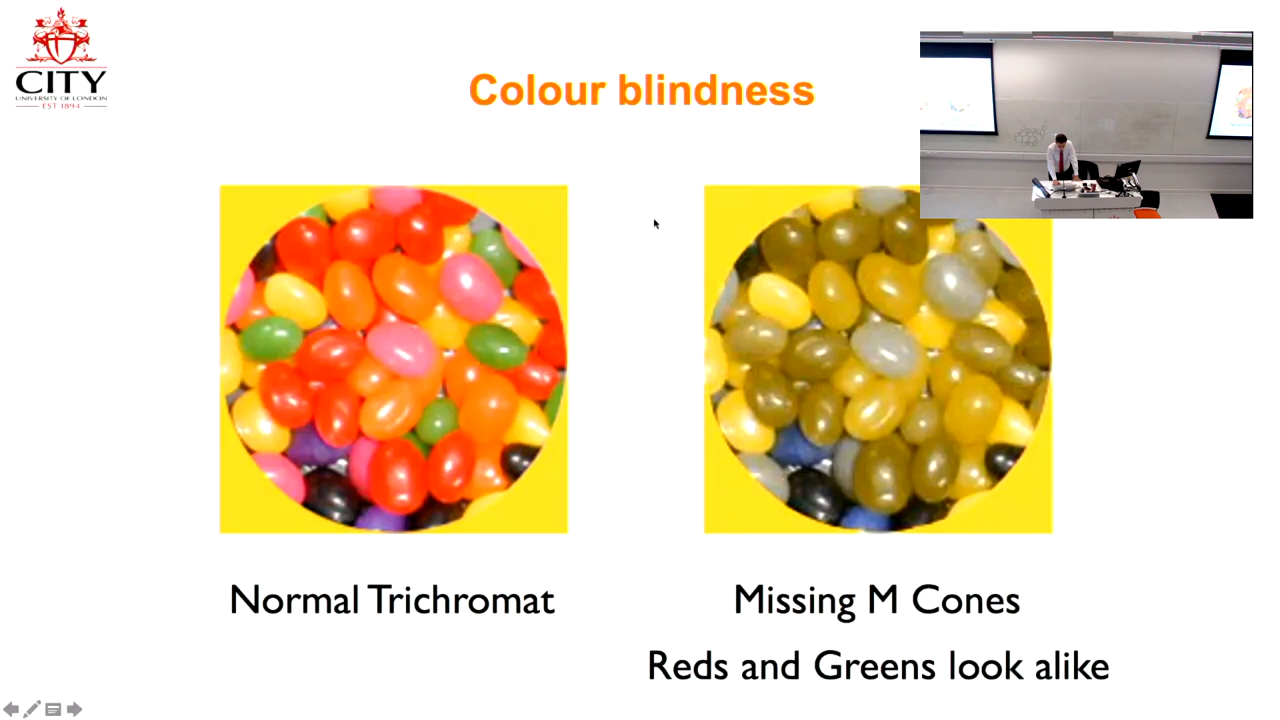 CITY
UNIVERSITY OF LONDON
EST 1894
Colour blindness
Normal Trichromat
Missing M Cones
Reds and Greens look alike